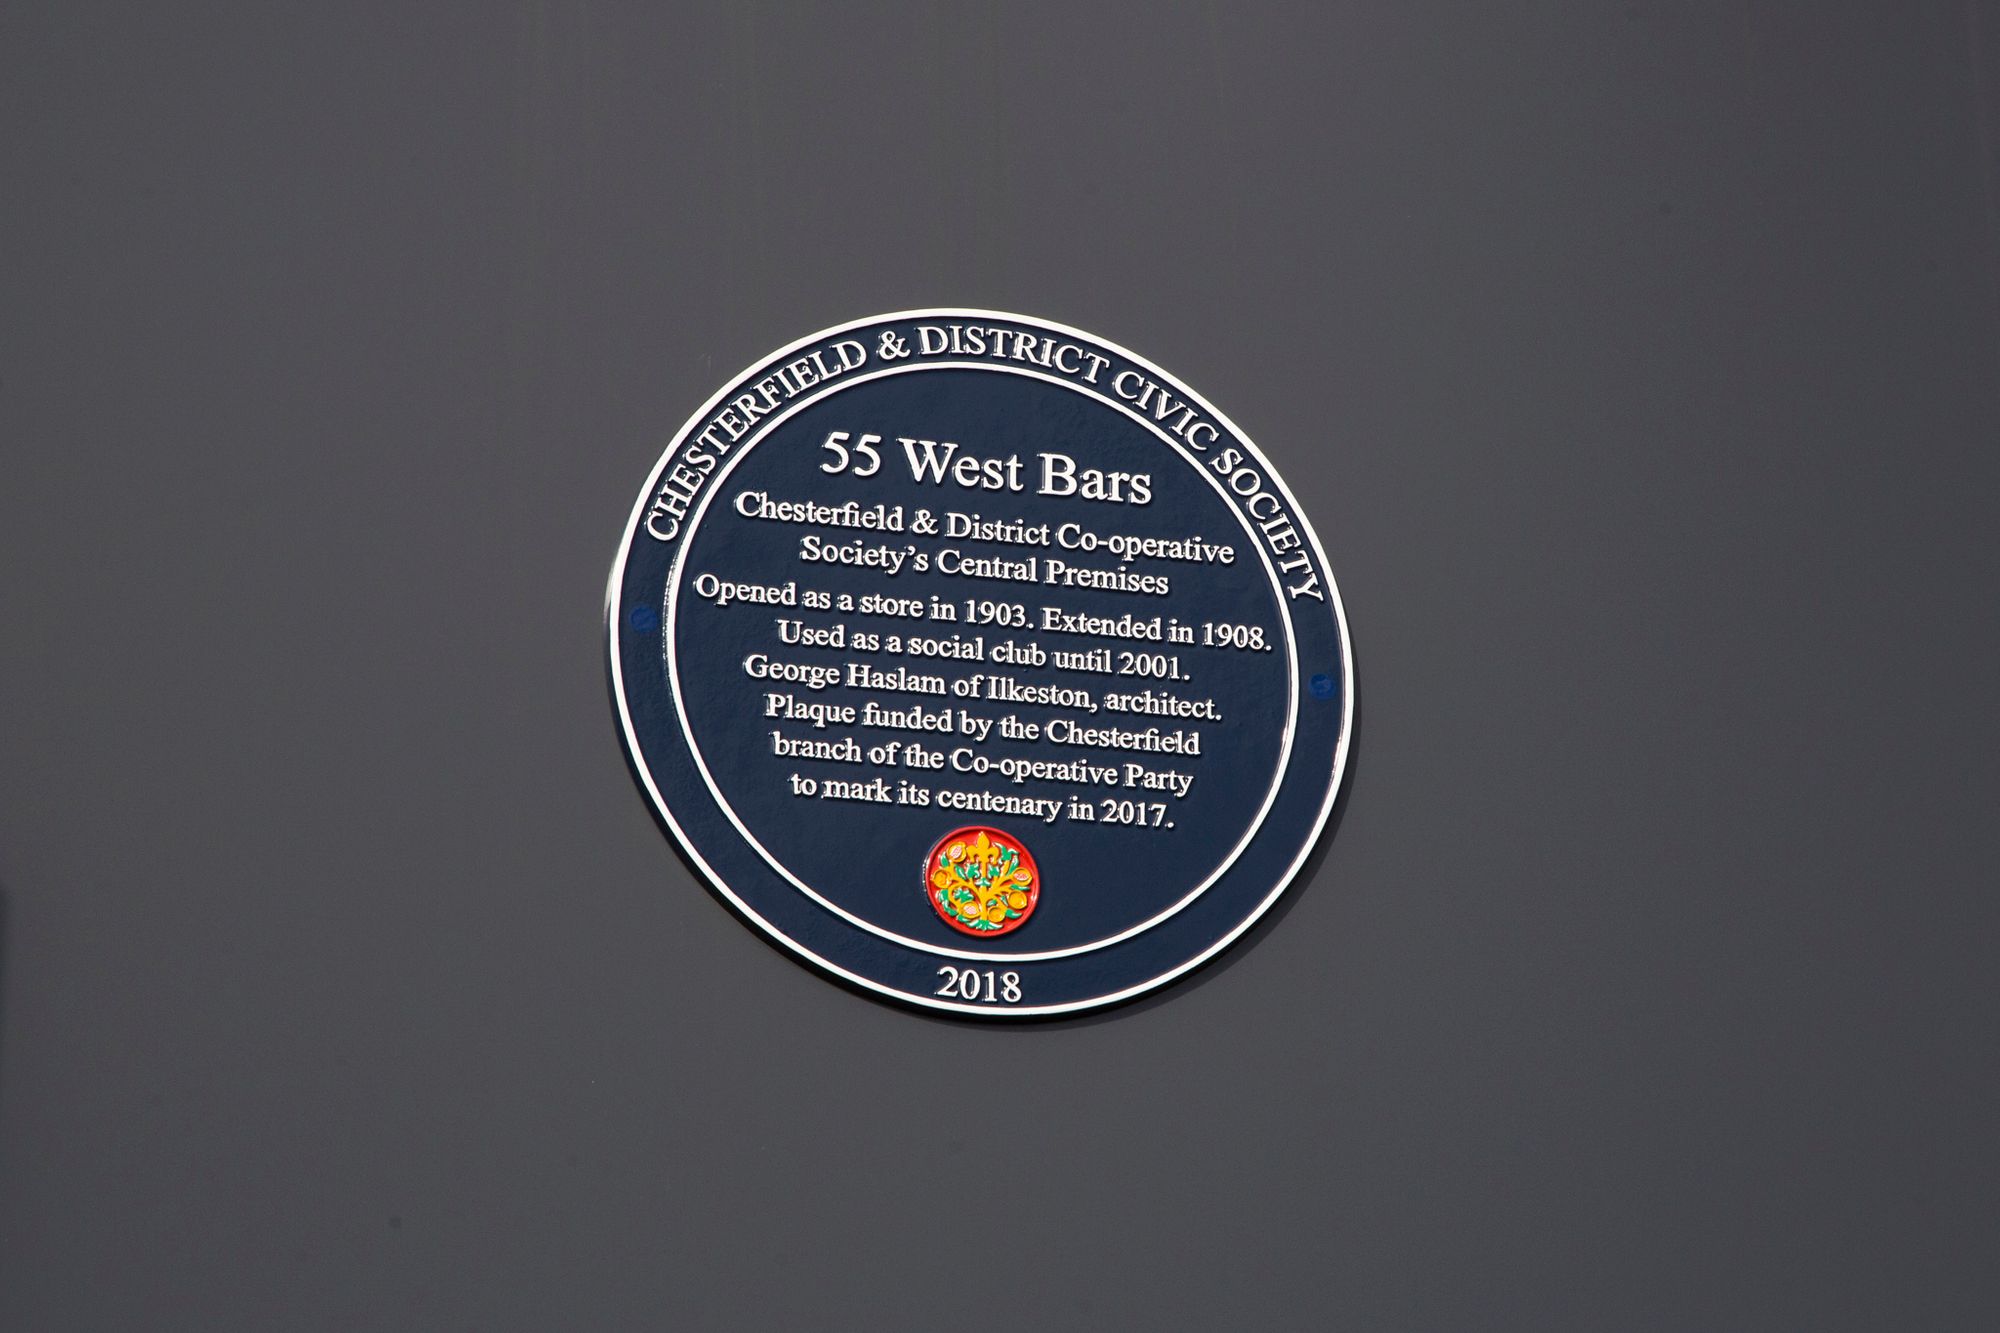 CHESTERFIELD & DISTRICT CIVIC SOCIETY
55 West Bars
Chesterfield & District Co-operative
Society's Central Premises
Opened as a store in 1903. Extended in 1908.
Used as a social club until 2001.
George Haslam of Ilkeston, architect.
Plaque funded by the Chesterfield
branch of the Co-operative Party
to mark its centenary in 2017.
2018